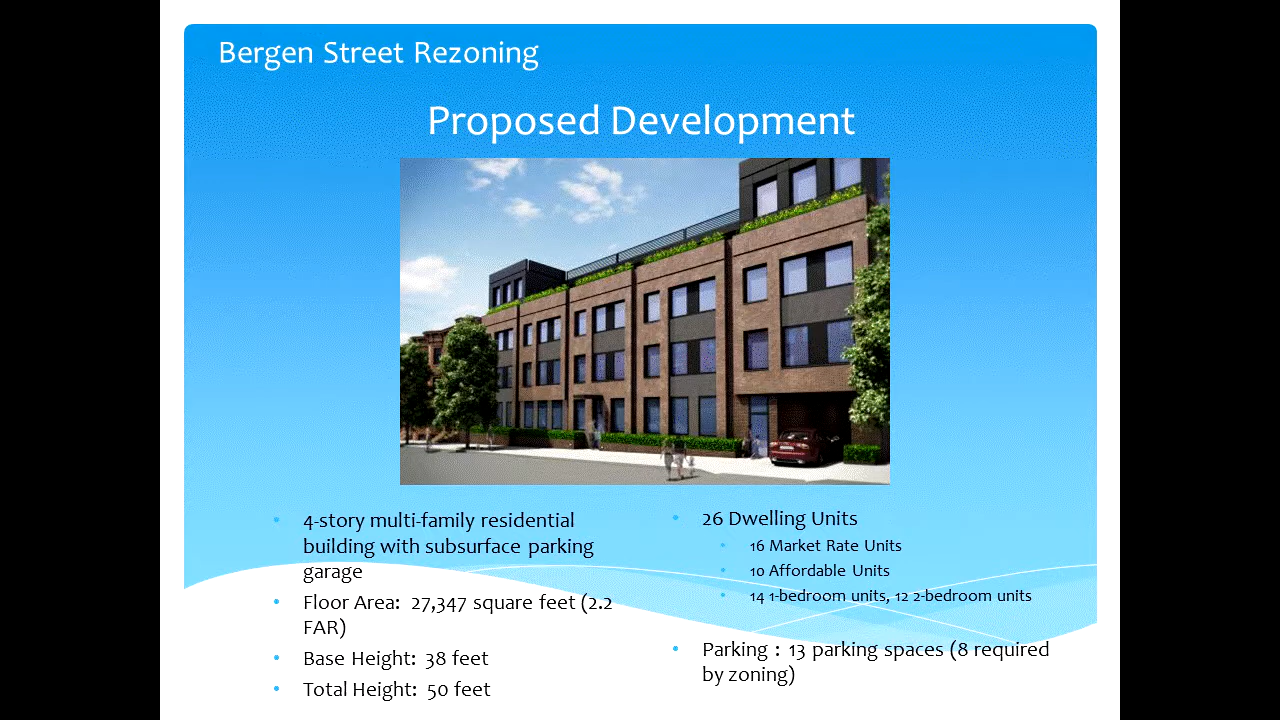 Bergen Street Rezoning
Proposed Development
4-story multi-family residential
building with subsurface parking
garage
Floor Area: 27,347 square feet (2.2
FAR)
Base Height: 38 feet
Total Height: 50 feet
26 Dwelling Units
16 Market Rate Units
10 Affordable Units
14 1-bedroom units, 12 2-bedroom units
Parking : 13 parking spaces (8 required
by zoning)